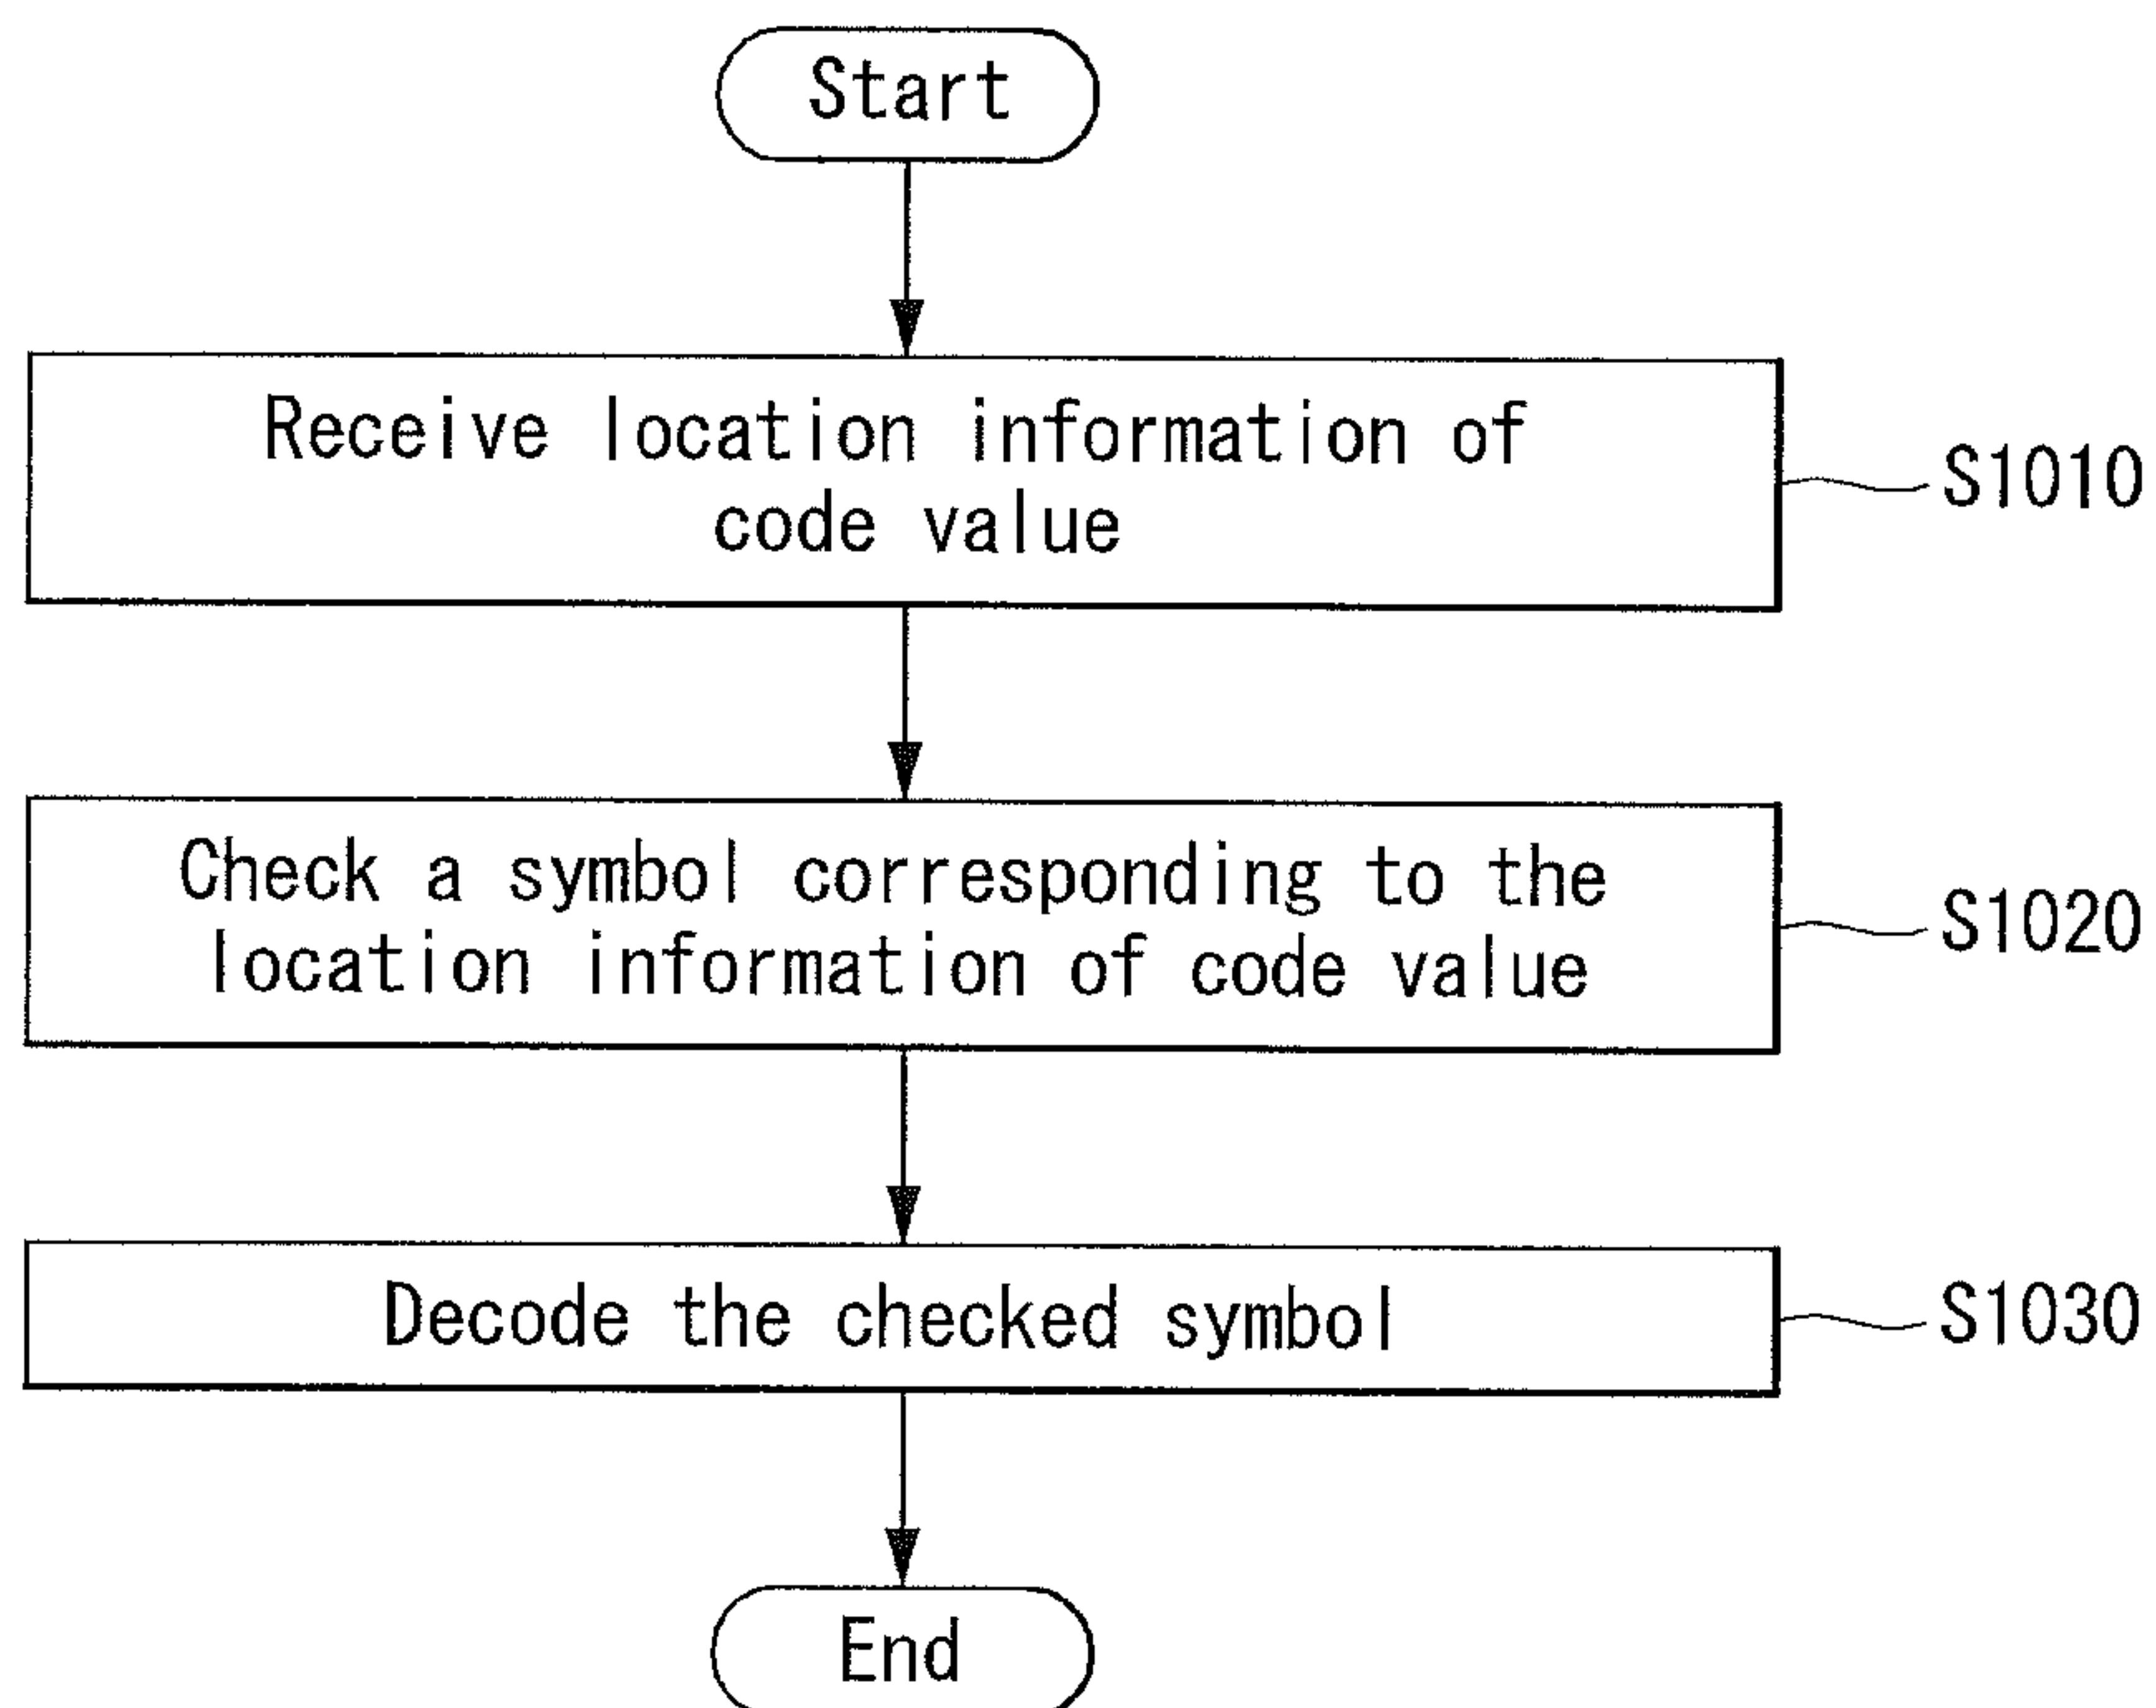 Start
Receive location information of
code value
S1010
Check a symbol corresponding to the
location information of code value
S1020
Decode the checked symbol
S1030
End